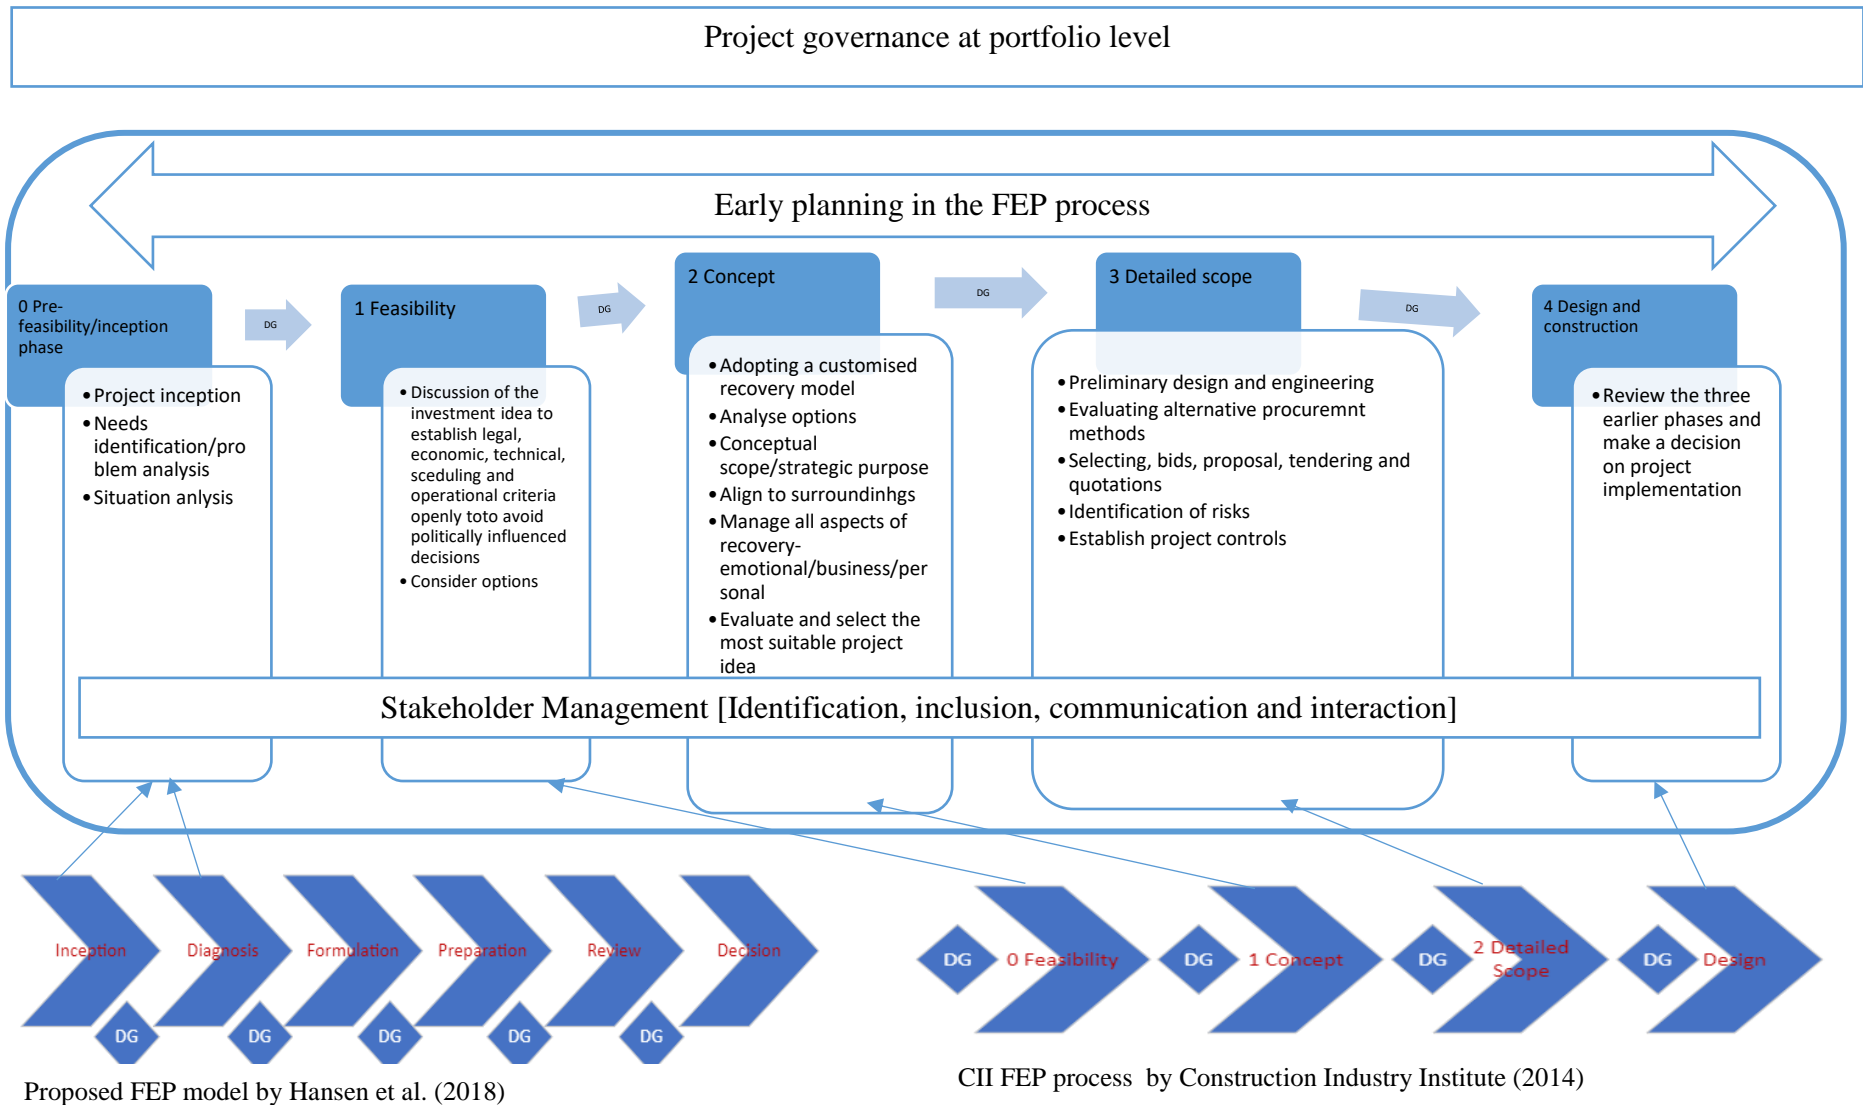 Project governance at portfolio level
Early planning in the FEP process
0 Pre-
feasibility/inception
phase
DG
1 Feasibility
DG
2 Concept
DG
3 Detailed scope
DG
4 Design and
construction
•Project inception
•Needs
identification/pro
blem analysis
•Situation anlysis
•Discussion of the
investment idea to
establish legal,
economic, technical,
sceduling and
operational criteria
openly toto avoid
politically influenced
decisions
•Consider options
•Adopting a customised
recovery model
•Analyse options
•Conceptual
scope/strategic purpose
•Align to surroundinhgs
•Manage all aspects of
recovery-
emotional/business/per
sonal
•Evaluate and select the
most suitable project
idea
•Preliminary design and engineering
•Evaluating alternative procuremnt
methods
•Selecting, bids, proposal, tendering and
quotations
•Identification of risks
•Establish project controls
•Review the three
earlier phases and
make a decision
on project
implementation
Stakeholder Management [Identification, inclusion, communication and interaction]
Inception
Diagnosis
Formulation
Preparation
Review
Decision
DG
DG
DG
DG
DG
DG
0 Feasibility
DG
1 Concept
DG
2 Detailed
Scope
DG
Design
Proposed FEP model by Hansen et al. (2018)
CII FEP process by Construction Industry Institute (2014)